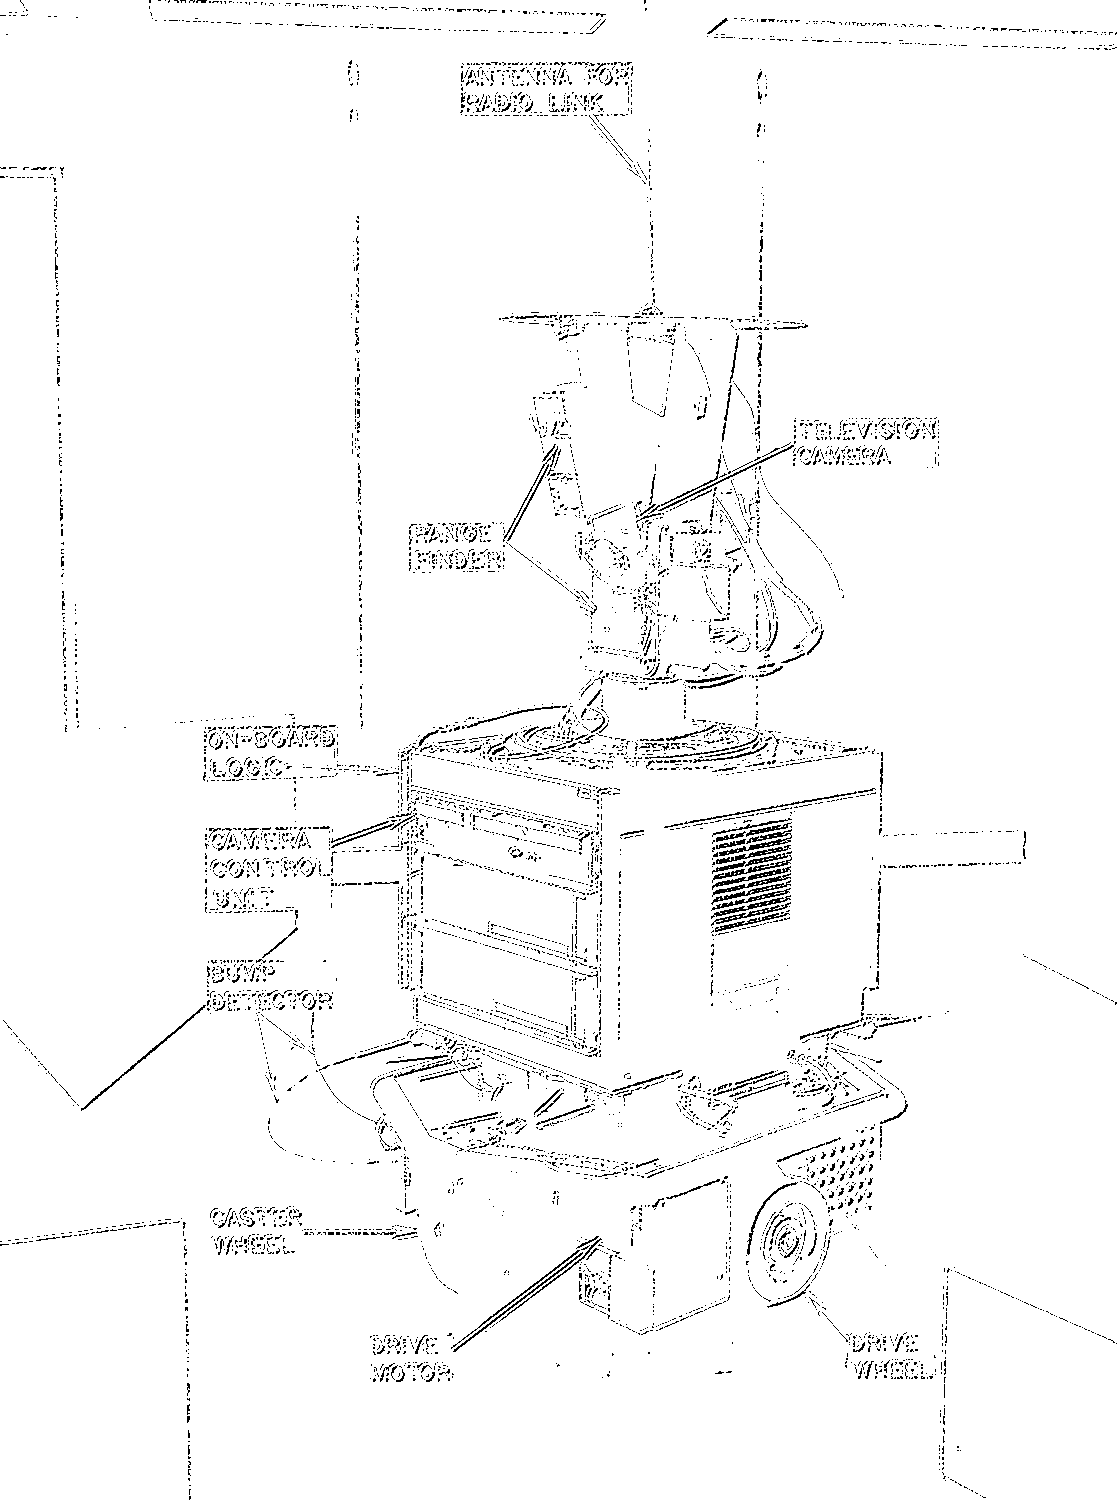 ANTENNA FOR
RADIO LINK
TELEVISION
CAMERA
RANGE
FINDER
ON-BOARD
LOGIC
CAMERA
CONTROL
UNIT
BUMP
DETECTOR
CASTER
WHEEL
DRIVE
MOTOR
DRIVE
WHEEL